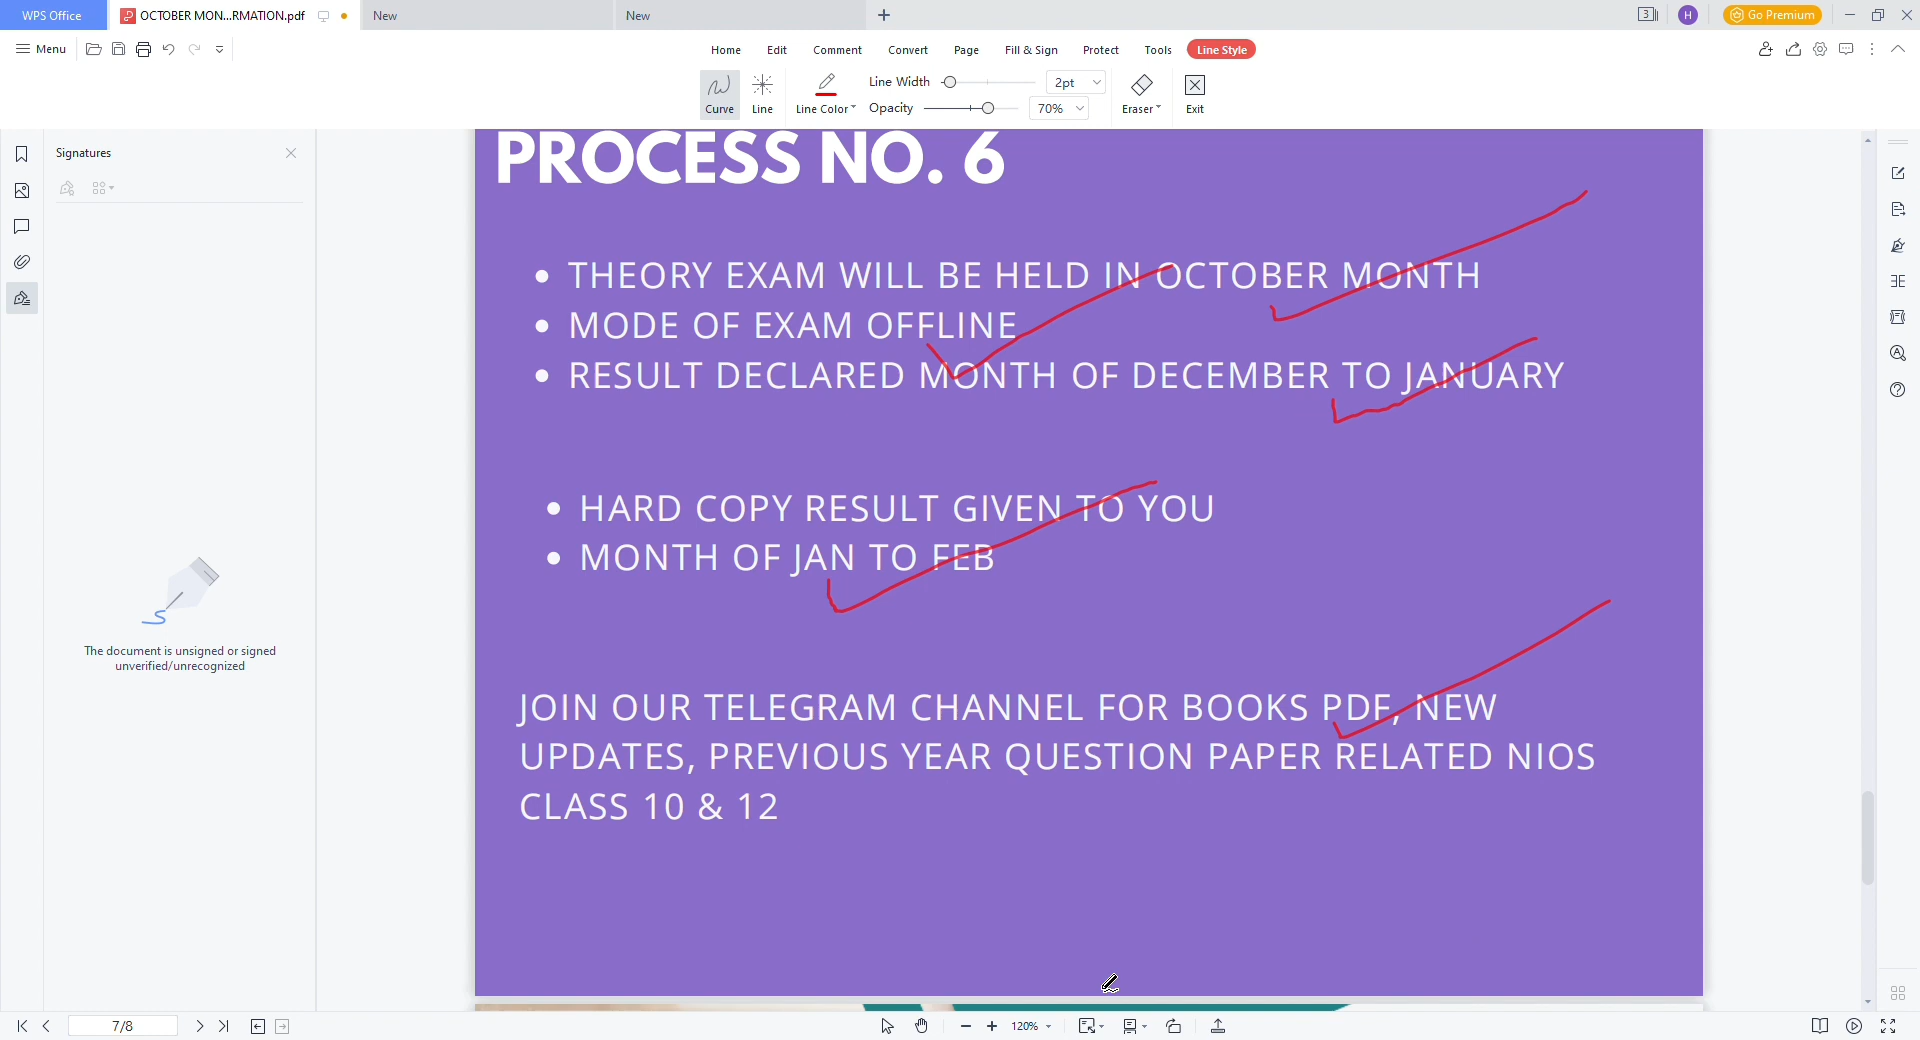 WPS Office
OCTOBER MON...RMATION.pdf
New
New
3
H
Go Premium
Menu
Home
Edit
Comment
Convert
Page
Fill & Sign
Protect
Tools
Line Style
Curve
Line
Line Color
Line Width
2pt
Opacity
70%
Eraser
Exit
Signatures
The document is unsigned or signed
unverified/unrecognized
PROCESS NO. 6
• THEORY EXAM WILL BE HELD IN OCTOBER MONTH
• MODE OF EXAM OFFLINE
• RESULT DECLARED MONTH OF DECEMBER TO JANUARY
• HARD COPY RESULT GIVEN TO YOU
• MONTH OF JAN TO FEB
JOIN OUR TELEGRAM CHANNEL FOR BOOKS PDF, NEW
UPDATES, PREVIOUS YEAR QUESTION PAPER RELATED NIOS
CLASS 10 & 12
7/8
120%